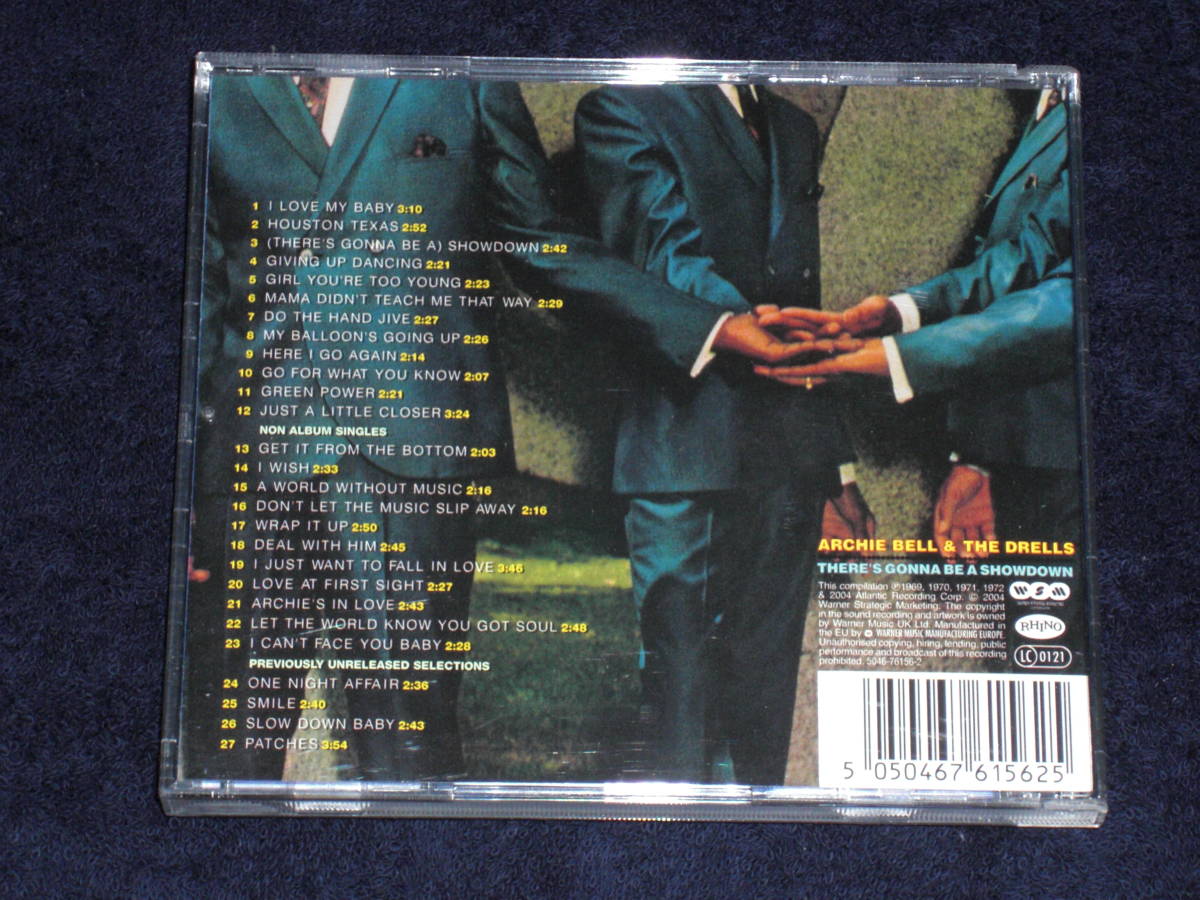 1 I LOVE MY BABY 3:10
2 HOUSTON TEXAS 2:52
3 (THERE'S GONNA BE A) SHOWDOWN 2:42
4 GIVING UP DANCING 2:21
5 GIRL YOU'RE TOO YOUNG 2:23
6 MAMA DIDN'T TEACH ME THAT WAY 2:29
7 DO THE HAND JIVE 2:27
8 MY BALLOON'S GOING UP 2:26
9 HERE I GO AGAIN 2:14
10 GO FOR WHAT YOU KNOW 2:07
11 GREEN POWER 2:21
12 JUST A LITTLE CLOSER 3:24
NON ALBUM SINGLES
13 GET IT FROM THE BOTTOM 2:03
14 I WISH 2:33
15 A WORLD WITHOUT MUSIC 2:16
16 DON'T LET THE MUSIC SLIP AWAY 2:16
17 WRAP IT UP 2:50
18 DEAL WITH HIM 2:45
19 I JUST WANT TO FALL IN LOVE 3:46
20 LOVE AT FIRST SIGHT 2:27
21 ARCHIE'S IN LOVE 2:43
22 LET THE WORLD KNOW YOU GOT SOUL 2:48
23 I CAN'T FACE YOU BABY 2:28
PREVIOUSLY UNRELEASED SELECTIONS
24 ONE NIGHT AFFAIR 2:36
25 SMILE 2:40
26 SLOW DOWN BABY 2:43
27 PATCHES 3:54
ARCHIE BELL & THE DRELLS
THERE'S GONNA BE A SHOWDOWN
This compilation ℗1969, 1970, 1971, 1972
& 2004 Atlantic Recording Corp. © 2004
Warner Strategic Marketing. The copyright
in the sound recording and artwork is owned
by Warner Music UK Ltd. Manufactured in
the EU by WARNER MUSIC MANUFACTURING EUROPE.
Unauthorised copying, hiring, lending, public
performance and broadcast of this recording
prohibited. 5046-76156-2
WSM
RHINO
LC 0121
5 050467 615625